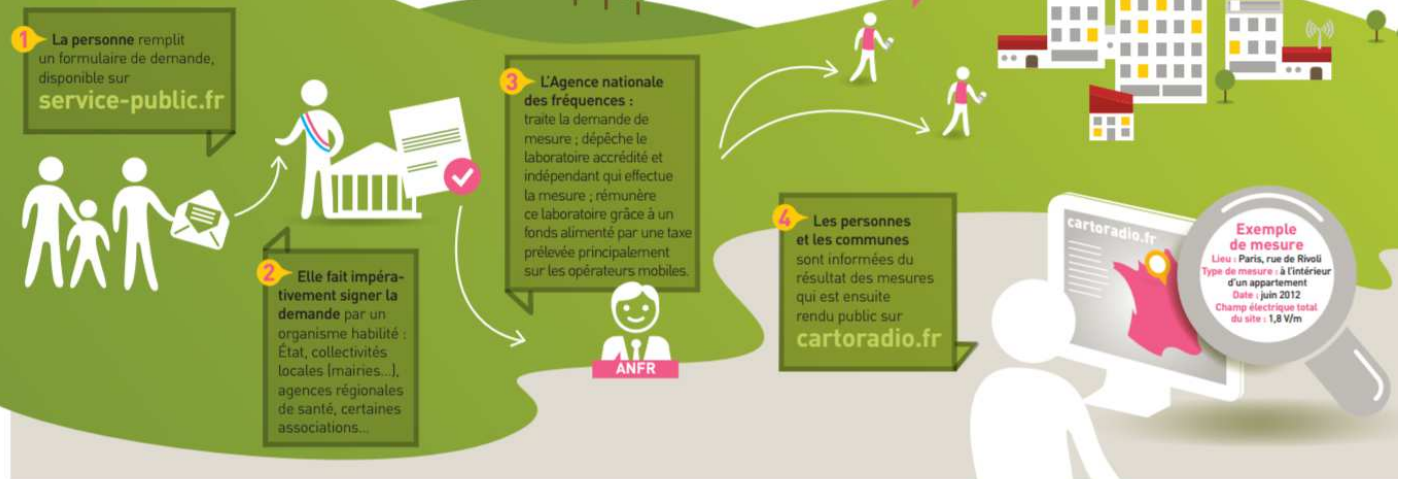 1 La personne remplit
un formulaire de demande,
disponible sur
service-public.fr
2 Elle fait impéra-
tivement signer la
demande par un
organisme habilité :
État, collectivités
locales (mairies...),
agences régionales
de santé, certaines
associations...
3 L'Agence nationale
des fréquences :
traite la demande de
mesure ; dépêche le
laboratoire accrédité et
indépendant qui effectue
la mesure ; rémunère
ce laboratoire grâce à un
fonds alimenté par une taxe
prélevée principalement
sur les opérateurs mobiles.
ANFR
4 Les personnes
et les communes
sont informées du
résultat des mesures
qui est ensuite
rendu public sur
cartoradio.fr
cartoradio.fr
Exemple
de mesure
Lieu : Paris, rue de Rivoli
Type de mesure : à l'intérieur
d'un appartement
Date : juin 2012
Champ électrique total
du site : 1,8 V/m